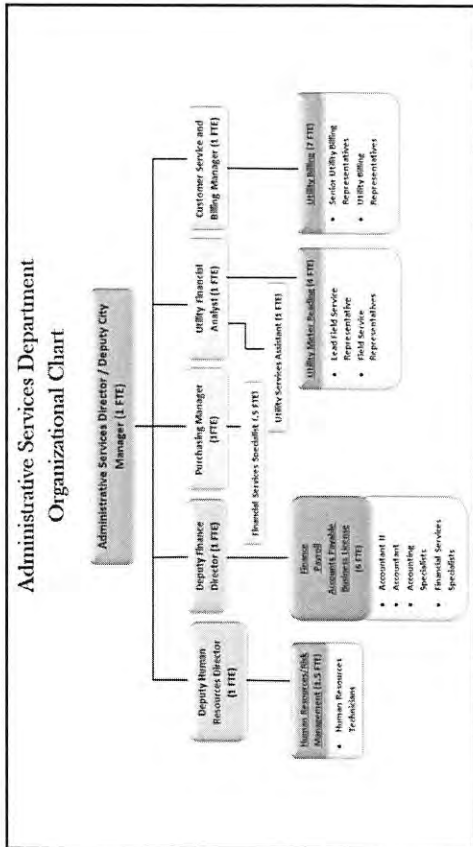 Administrative Services Department
Organizational Chart
Administrative Services Director / Deputy City
Manager (1 FTE)
Deputy Human
Resources Director
(1 FTE)
Deputy Finance
Director (1 FTE)
Purchasing Manager
(1FTE)
Utility Financial
Analyst (1 FTE)
Customer Service and
Billing Manager (1 FTE)
Financial Services Specialist (.5 FTE)
Utility Services Assistant (1 FTE)
Human Resources/Risk
Management (1.5 FTE)
• Human Resources
Technicians
Finance
Payroll
Accounts Payable
Business License
(6 FTE)
• Accountant II
• Accountant
• Accounting
Specialists
• Financial Services
Specialists
Utility Meter Reading (4 FTE)
• Lead Field Service
Representative
• Field Service
Representatives
Utility Billing (7 FTE)
• Senior Utility Billing
Representatives
• Utility Billing
Representatives